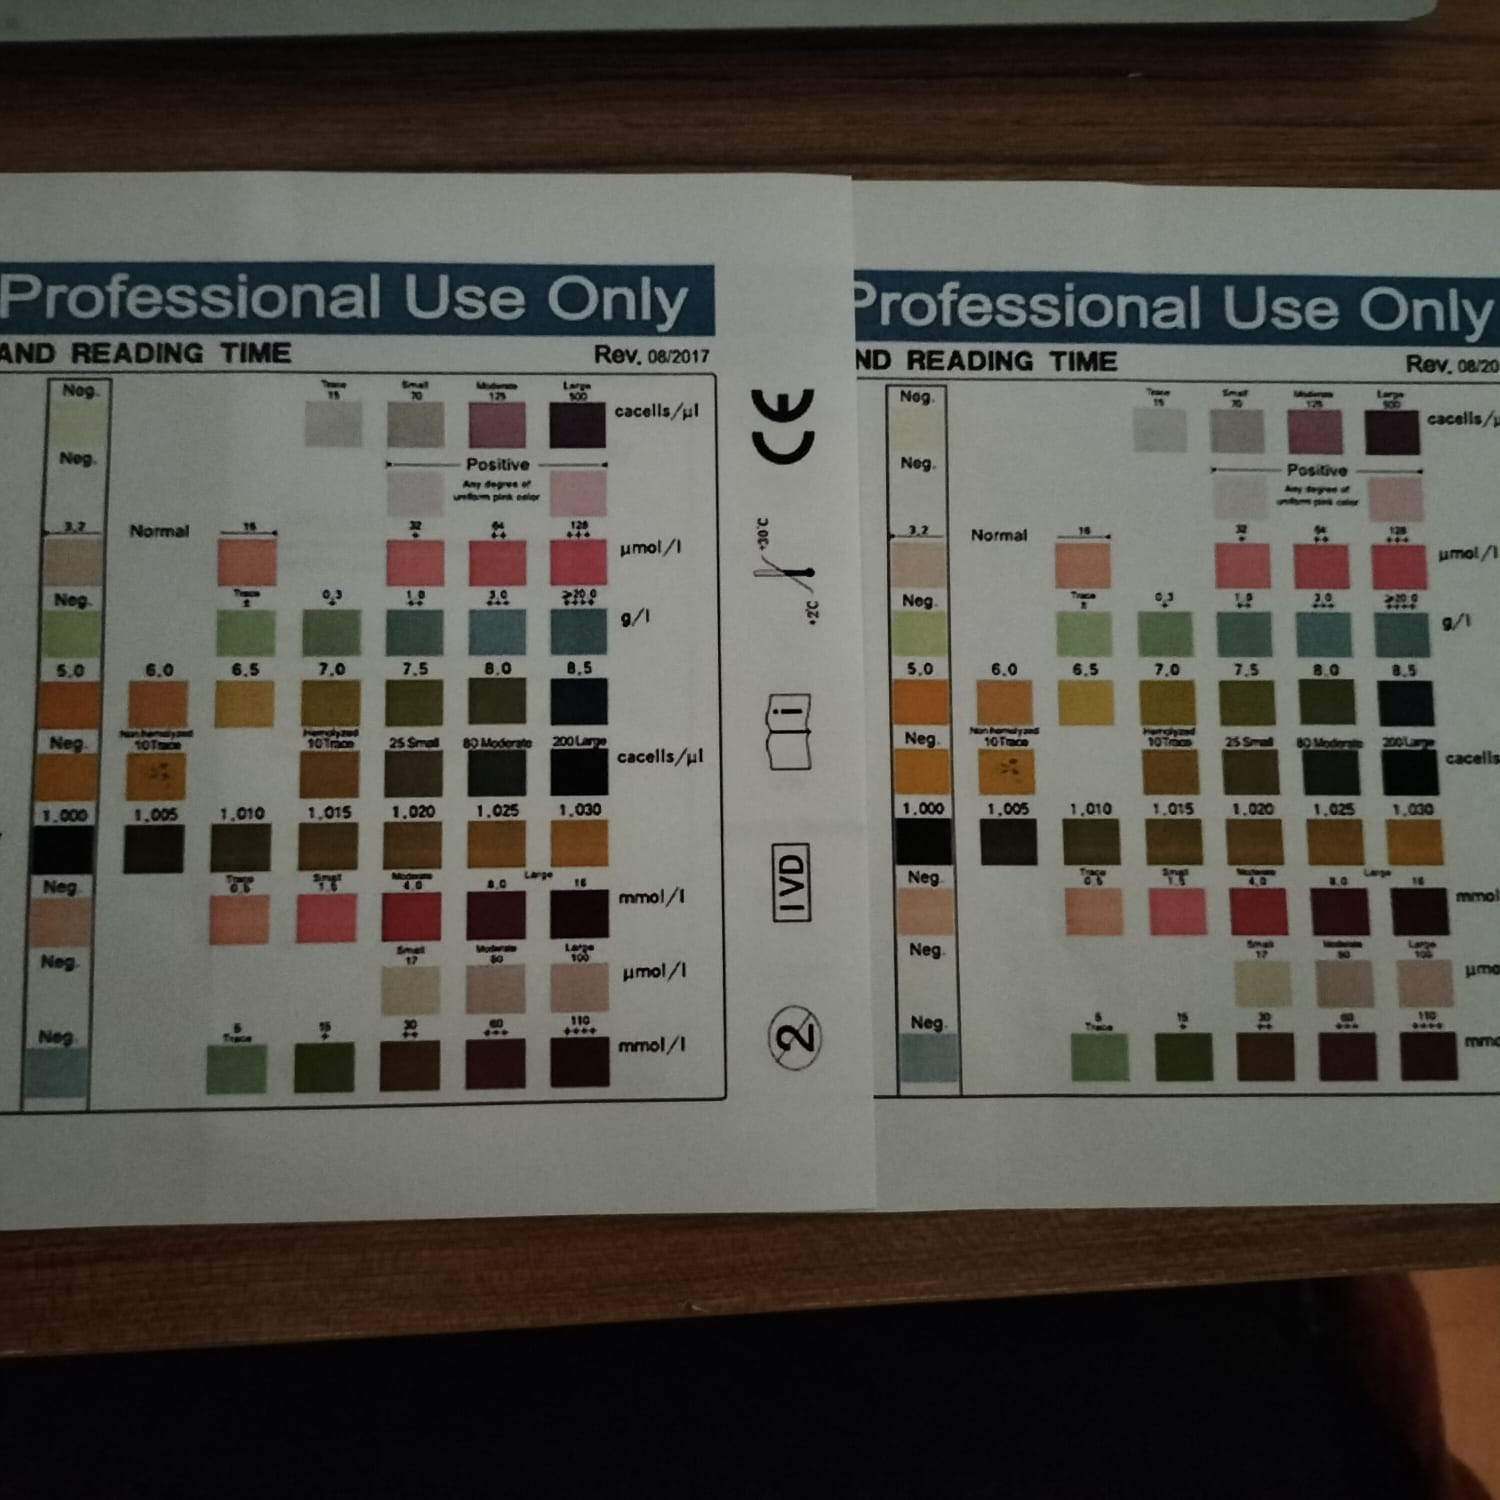 Professional Use Only
AND READING TIME Rev. 08/2017
Neg. Trace Small Moderate Large
15 70 125 500 cacells/µl
Neg. Positive
Any degree of
uniform pink color
3.2 Normal 16 32 64 128 µmol/l
+ ++ +++
Neg. Trace 0.3 1.0 3.0 ≥20.0 g/l
± + ++ +++ ++++
5.0 6.0 6.5 7.0 7.5 8.0 8.5
Neg. Non hemolyzed Hemolyzed
10 Trace 10 Trace 25 Small 80 Moderate 200 Large cacells/µl
1.000 1.005 1.010 1.015 1.020 1.025 1.030
Neg. Trace Small Moderate Large
0.5 1.5 4.0 8.0 16 mmol/l
Neg. Small Moderate Large
17 50 100 µmol/l
Neg. 5 15 30 60 110 mmol/l
Trace + ++ +++ ++++
CE
+30°C
+2°C
i
IVD
2
Professional Use Only
ND READING TIME Rev. 08/20
Neg. Trace Small Moderate Large
15 70 125 500 cacells/µ
Neg. Positive
Any degree of
uniform pink color
3.2 Normal 16 32 64 128 µmol/l
+ ++ +++
Neg. Trace 0.3 1.0 3.0 ≥20.0 g/l
± + ++ +++ ++++
5.0 6.0 6.5 7.0 7.5 8.0 8.5
Neg. Non hemolyzed Hemolyzed
10 Trace 10 Trace 25 Small 80 Moderate 200 Large cacells
1.000 1.005 1.010 1.015 1.020 1.025 1.030
Neg. Trace Small Moderate Large
0.5 1.5 4.0 8.0 16 mmol
Neg. Small Moderate Large
17 50 100 µmo
Neg. 5 15 30 60 110 mmo
Trace + ++ +++ ++++